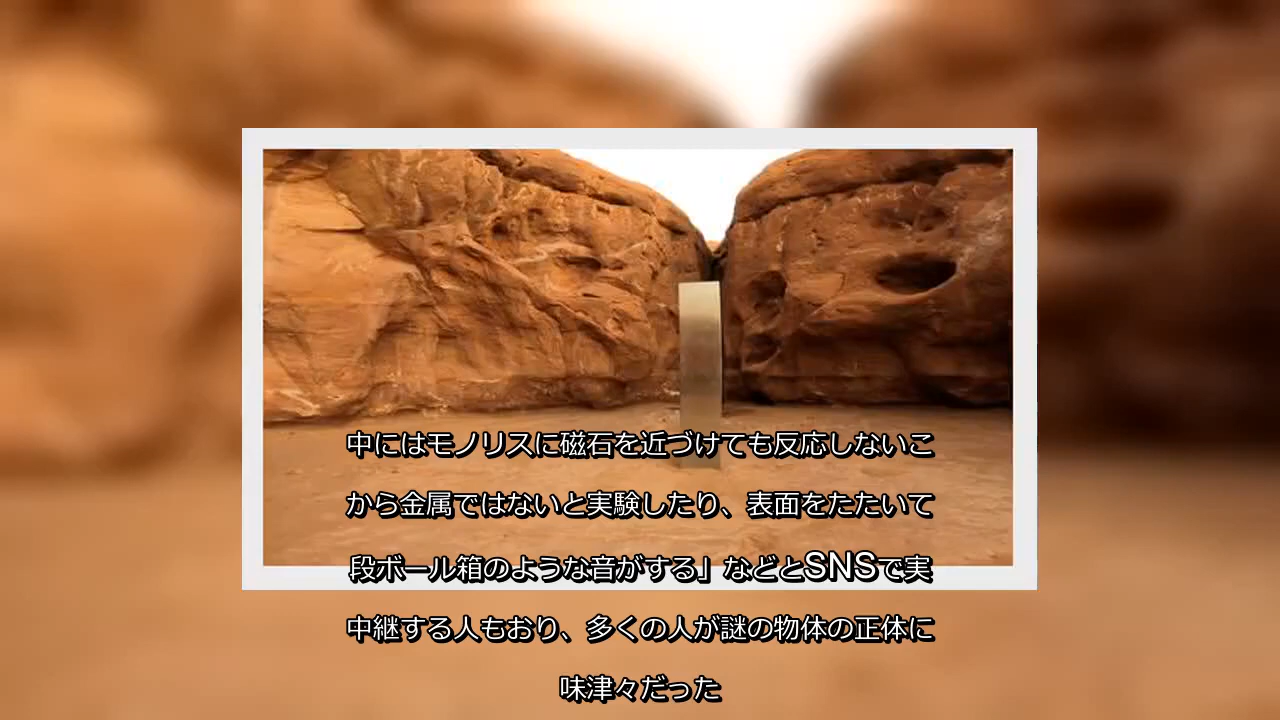 中にはモノリスに磁石を近づけても反応しないこ
から金属ではないと実験したり、表面をたたいて
段ボール箱のような音がする」などとSNSで実
中継する人もおり、多くの人が謎の物体の正体に
味津々だった